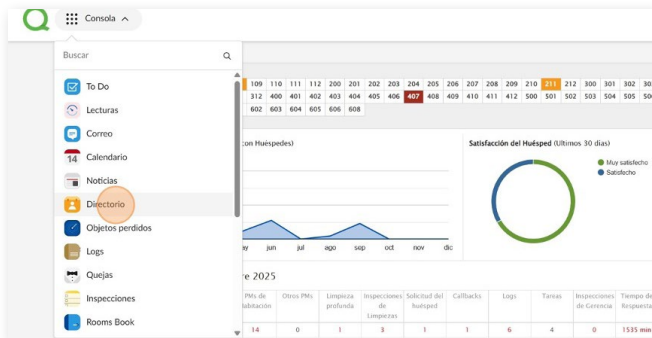 Consola
Buscar
To Do
Lecturas
Correo
14 Calendario
Noticias
Directorio
Objetos perdidos
Logs
Quejas
Inspecciones
Rooms Book
109 110 111 112 200 201 202 203 204 205 206 207 208 209 210 211 212 300 301 302
312 400 401 402 403 404 405 406 407 408 409 410 411 412 500 501 502 503 504 505
602 603 604 605 606 608
con Huéspedes)
jun jul ago sep oct nov dic
Satisfacción del Huésped (Ultimos 30 días)
Muy satisfecho
Satisfecho
re 2025
PMs de Otros PMs Limpieza Inspecciones Solicitud del Callbacks Logs Tareas Inspecciones Tiempo de
habitación profunda de huésped de Gerencia Respuesta
Limpiezas
14 0 1 3 1 1 6 4 0 1535 min